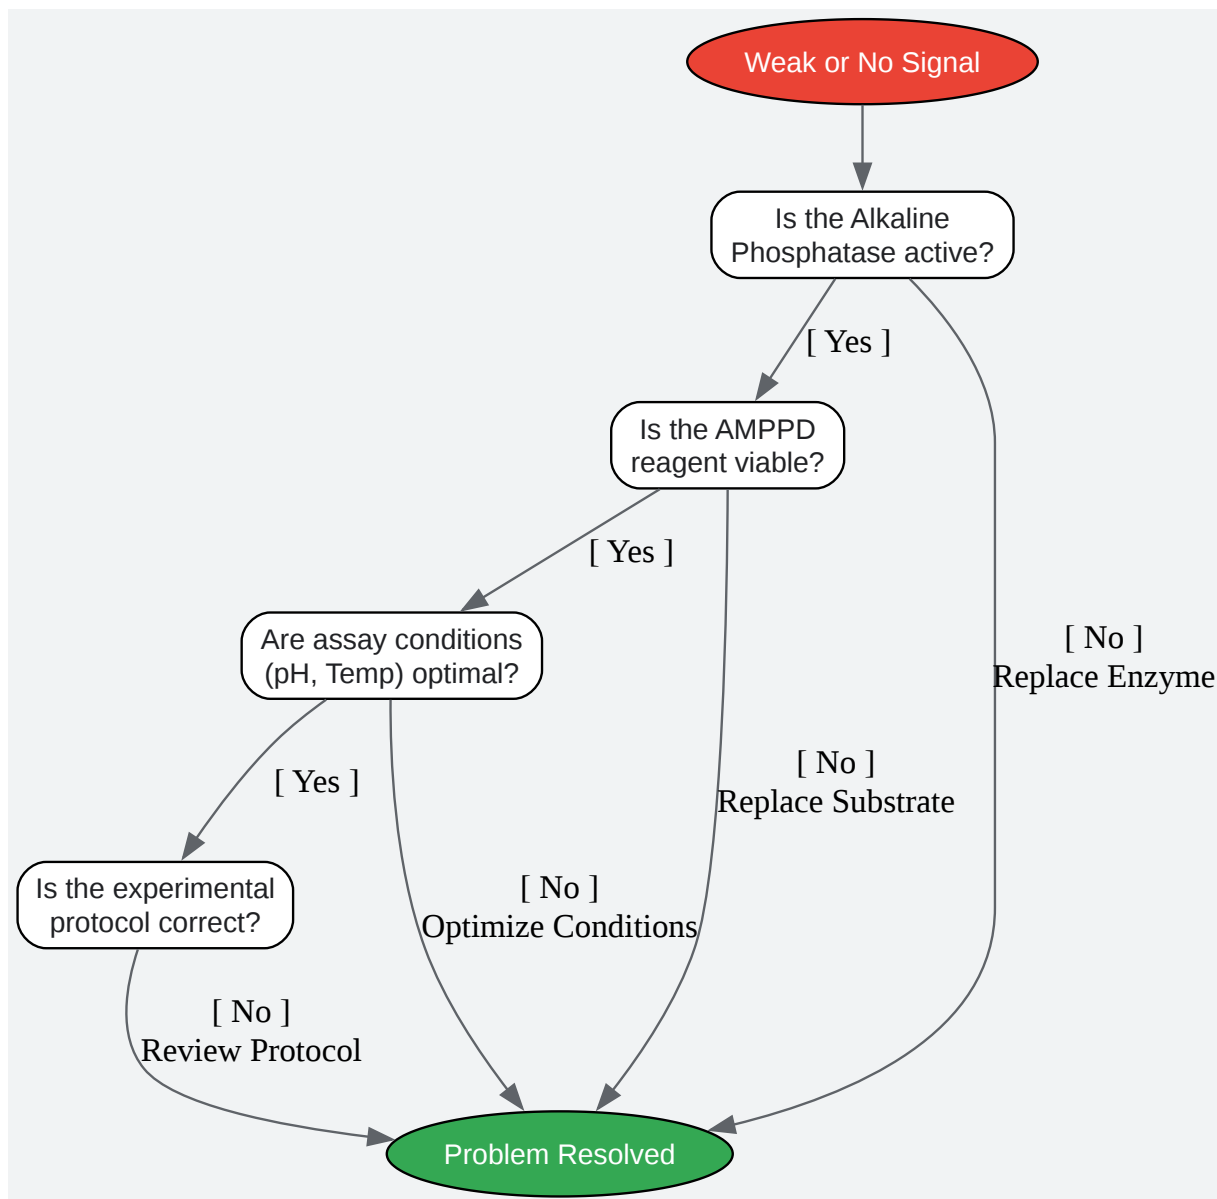 Weak or No Signal
Is the Alkaline
Phosphatase active?
[ Yes ]
Is the AMPPD
reagent viable?
[ Yes ]
Are assay conditions
(pH, Temp) optimal?
[ No ]
Replace Enzyme
[ Yes ]
[ No ]
Replace Substrate
Is the experimental
protocol correct?
[ No ]
Optimize Conditions
[ No ]
Review Protocol
Problem Resolved